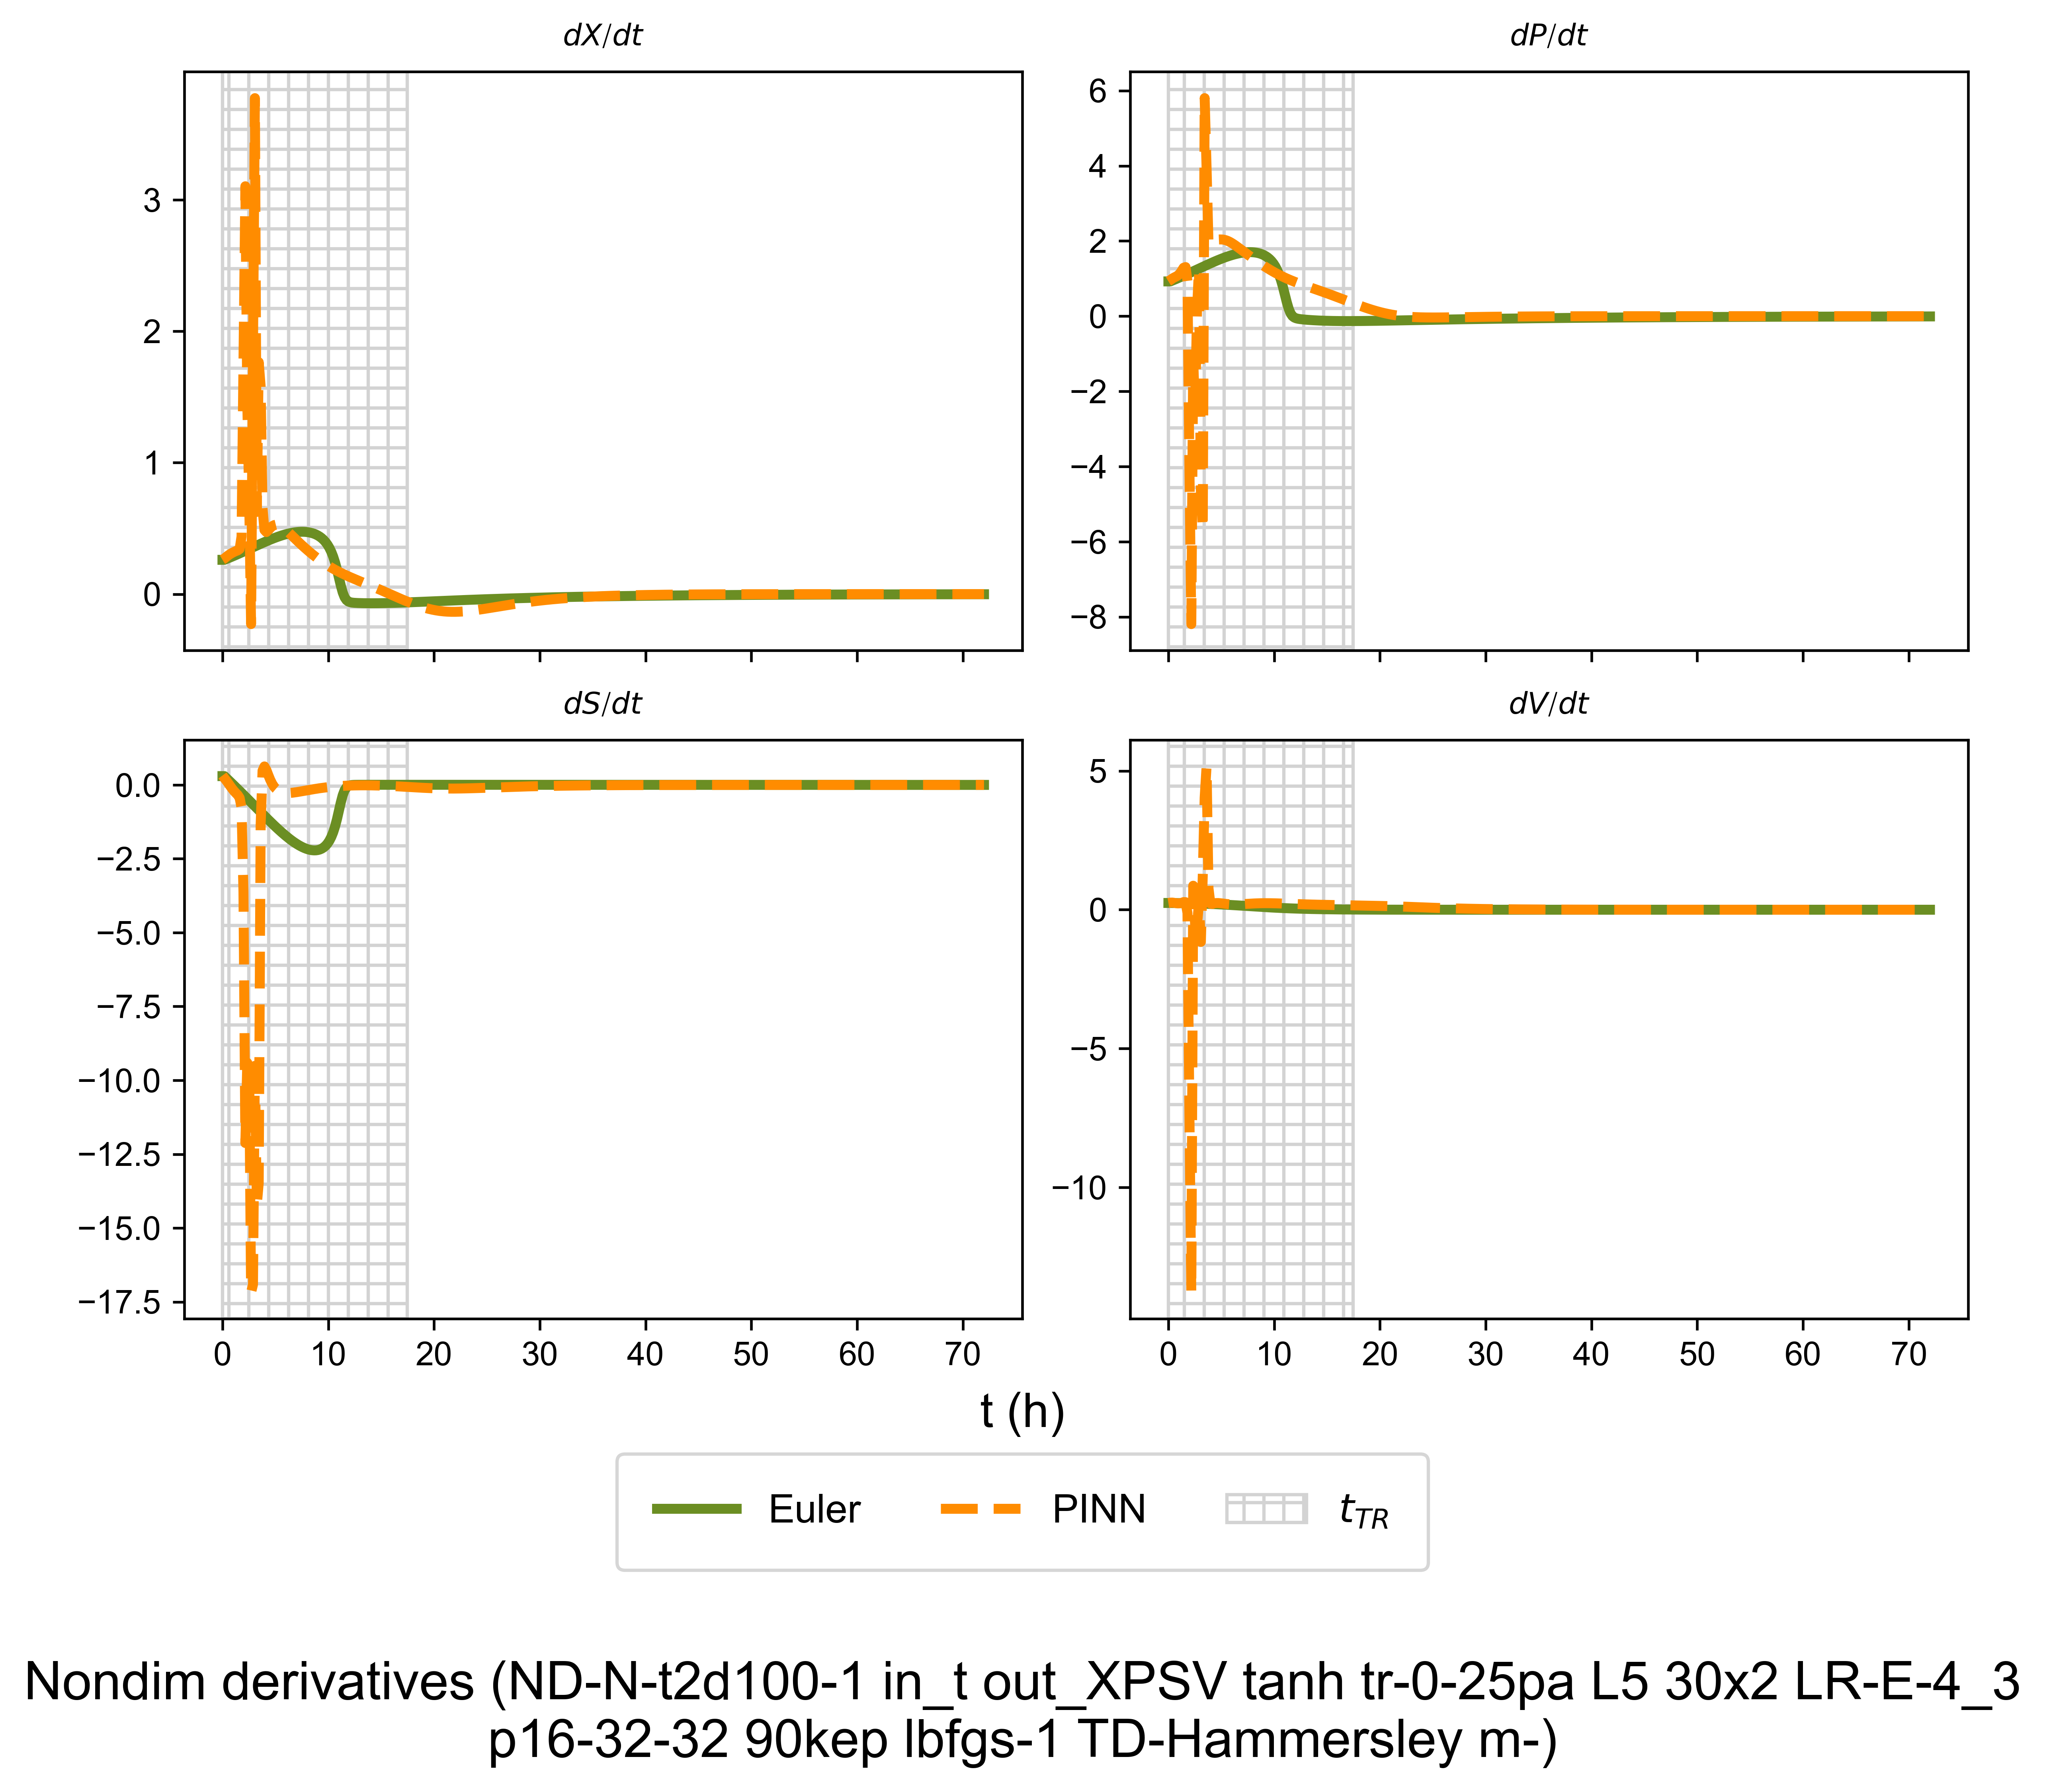 dX/dt
dP/dt
3
2
1
0
6
4
2
0
−2
−4
−6
−8
dS/dt
dV/dt
0.0
−2.5
−5.0
−7.5
−10.0
−12.5
−15.0
−17.5
5
0
−5
−10
0 10 20 30 40 50 60 70
0 10 20 30 40 50 60 70
t (h)
Euler PINN t_TR
Nondim derivatives (ND-N-t2d100-1 in_t out_XPSV tanh tr-0-25pa L5 30x2 LR-E-4_3
p16-32-32 90kep lbfgs-1 TD-Hammersley m-)